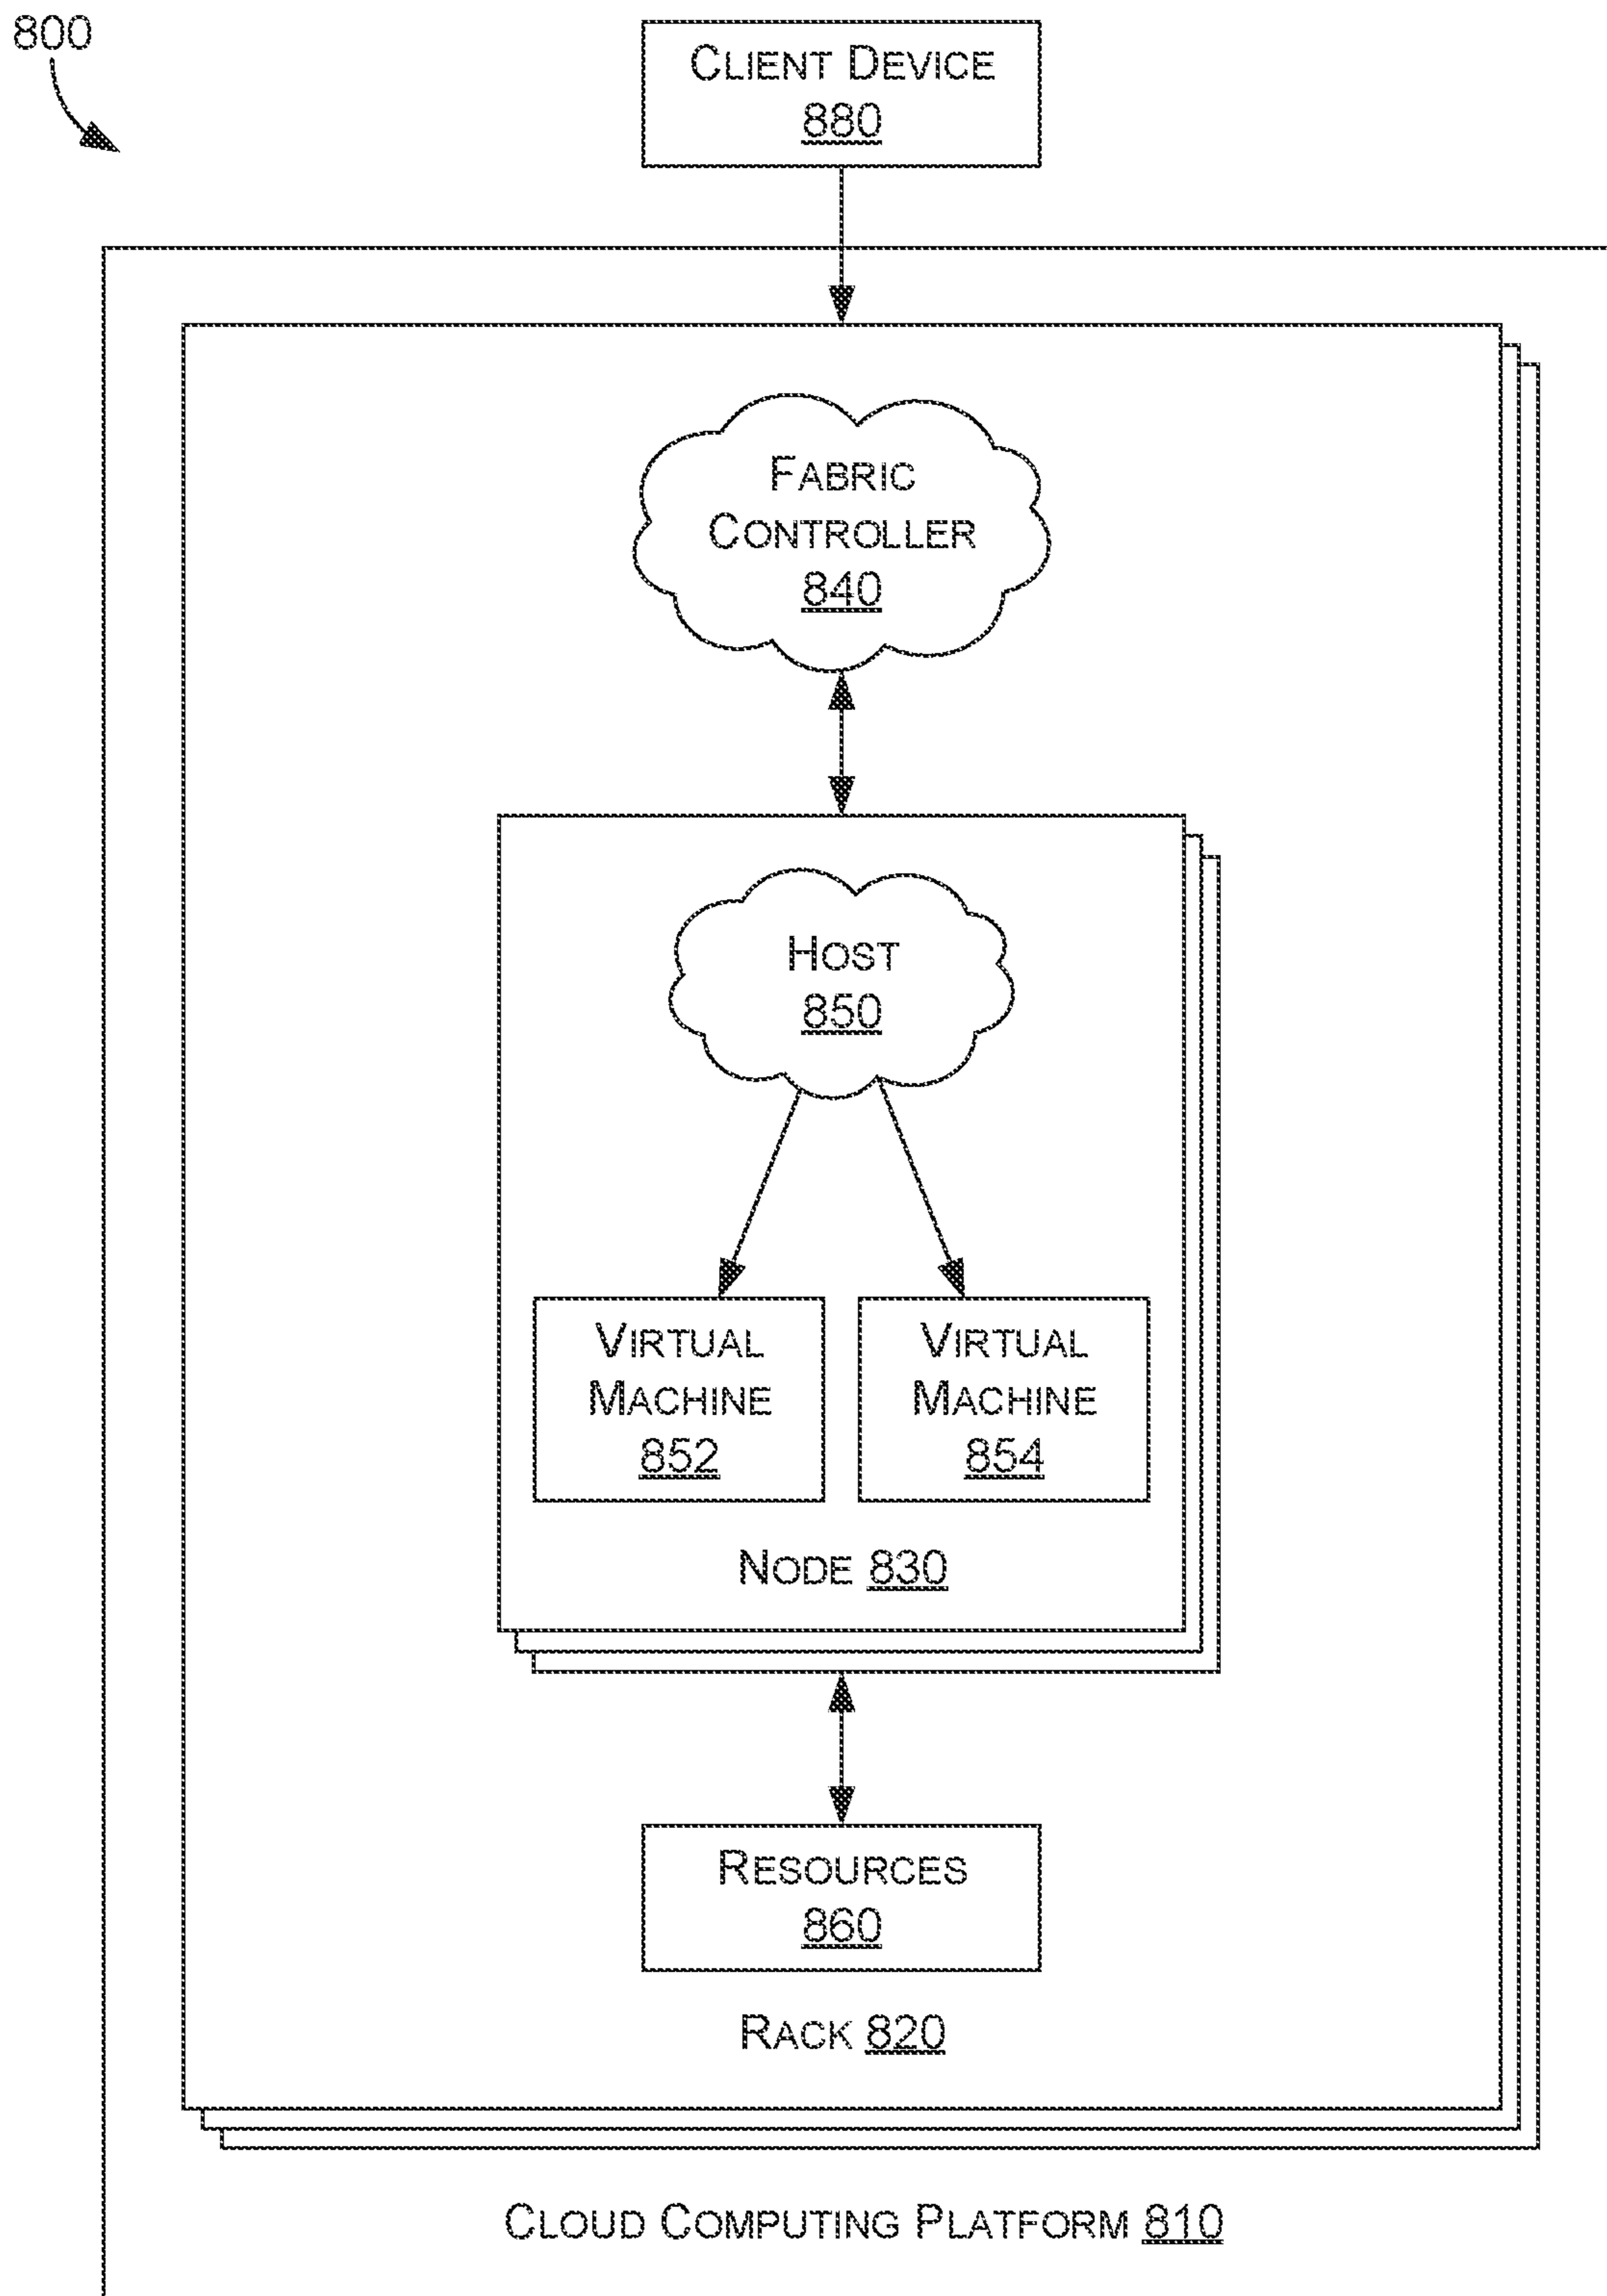 800
CLIENT DEVICE
880
FABRIC
CONTROLLER
840
HOST
850
VIRTUAL
MACHINE
852
VIRTUAL
MACHINE
854
NODE 830
RESOURCES
860
RACK 820
CLOUD COMPUTING PLATFORM 810